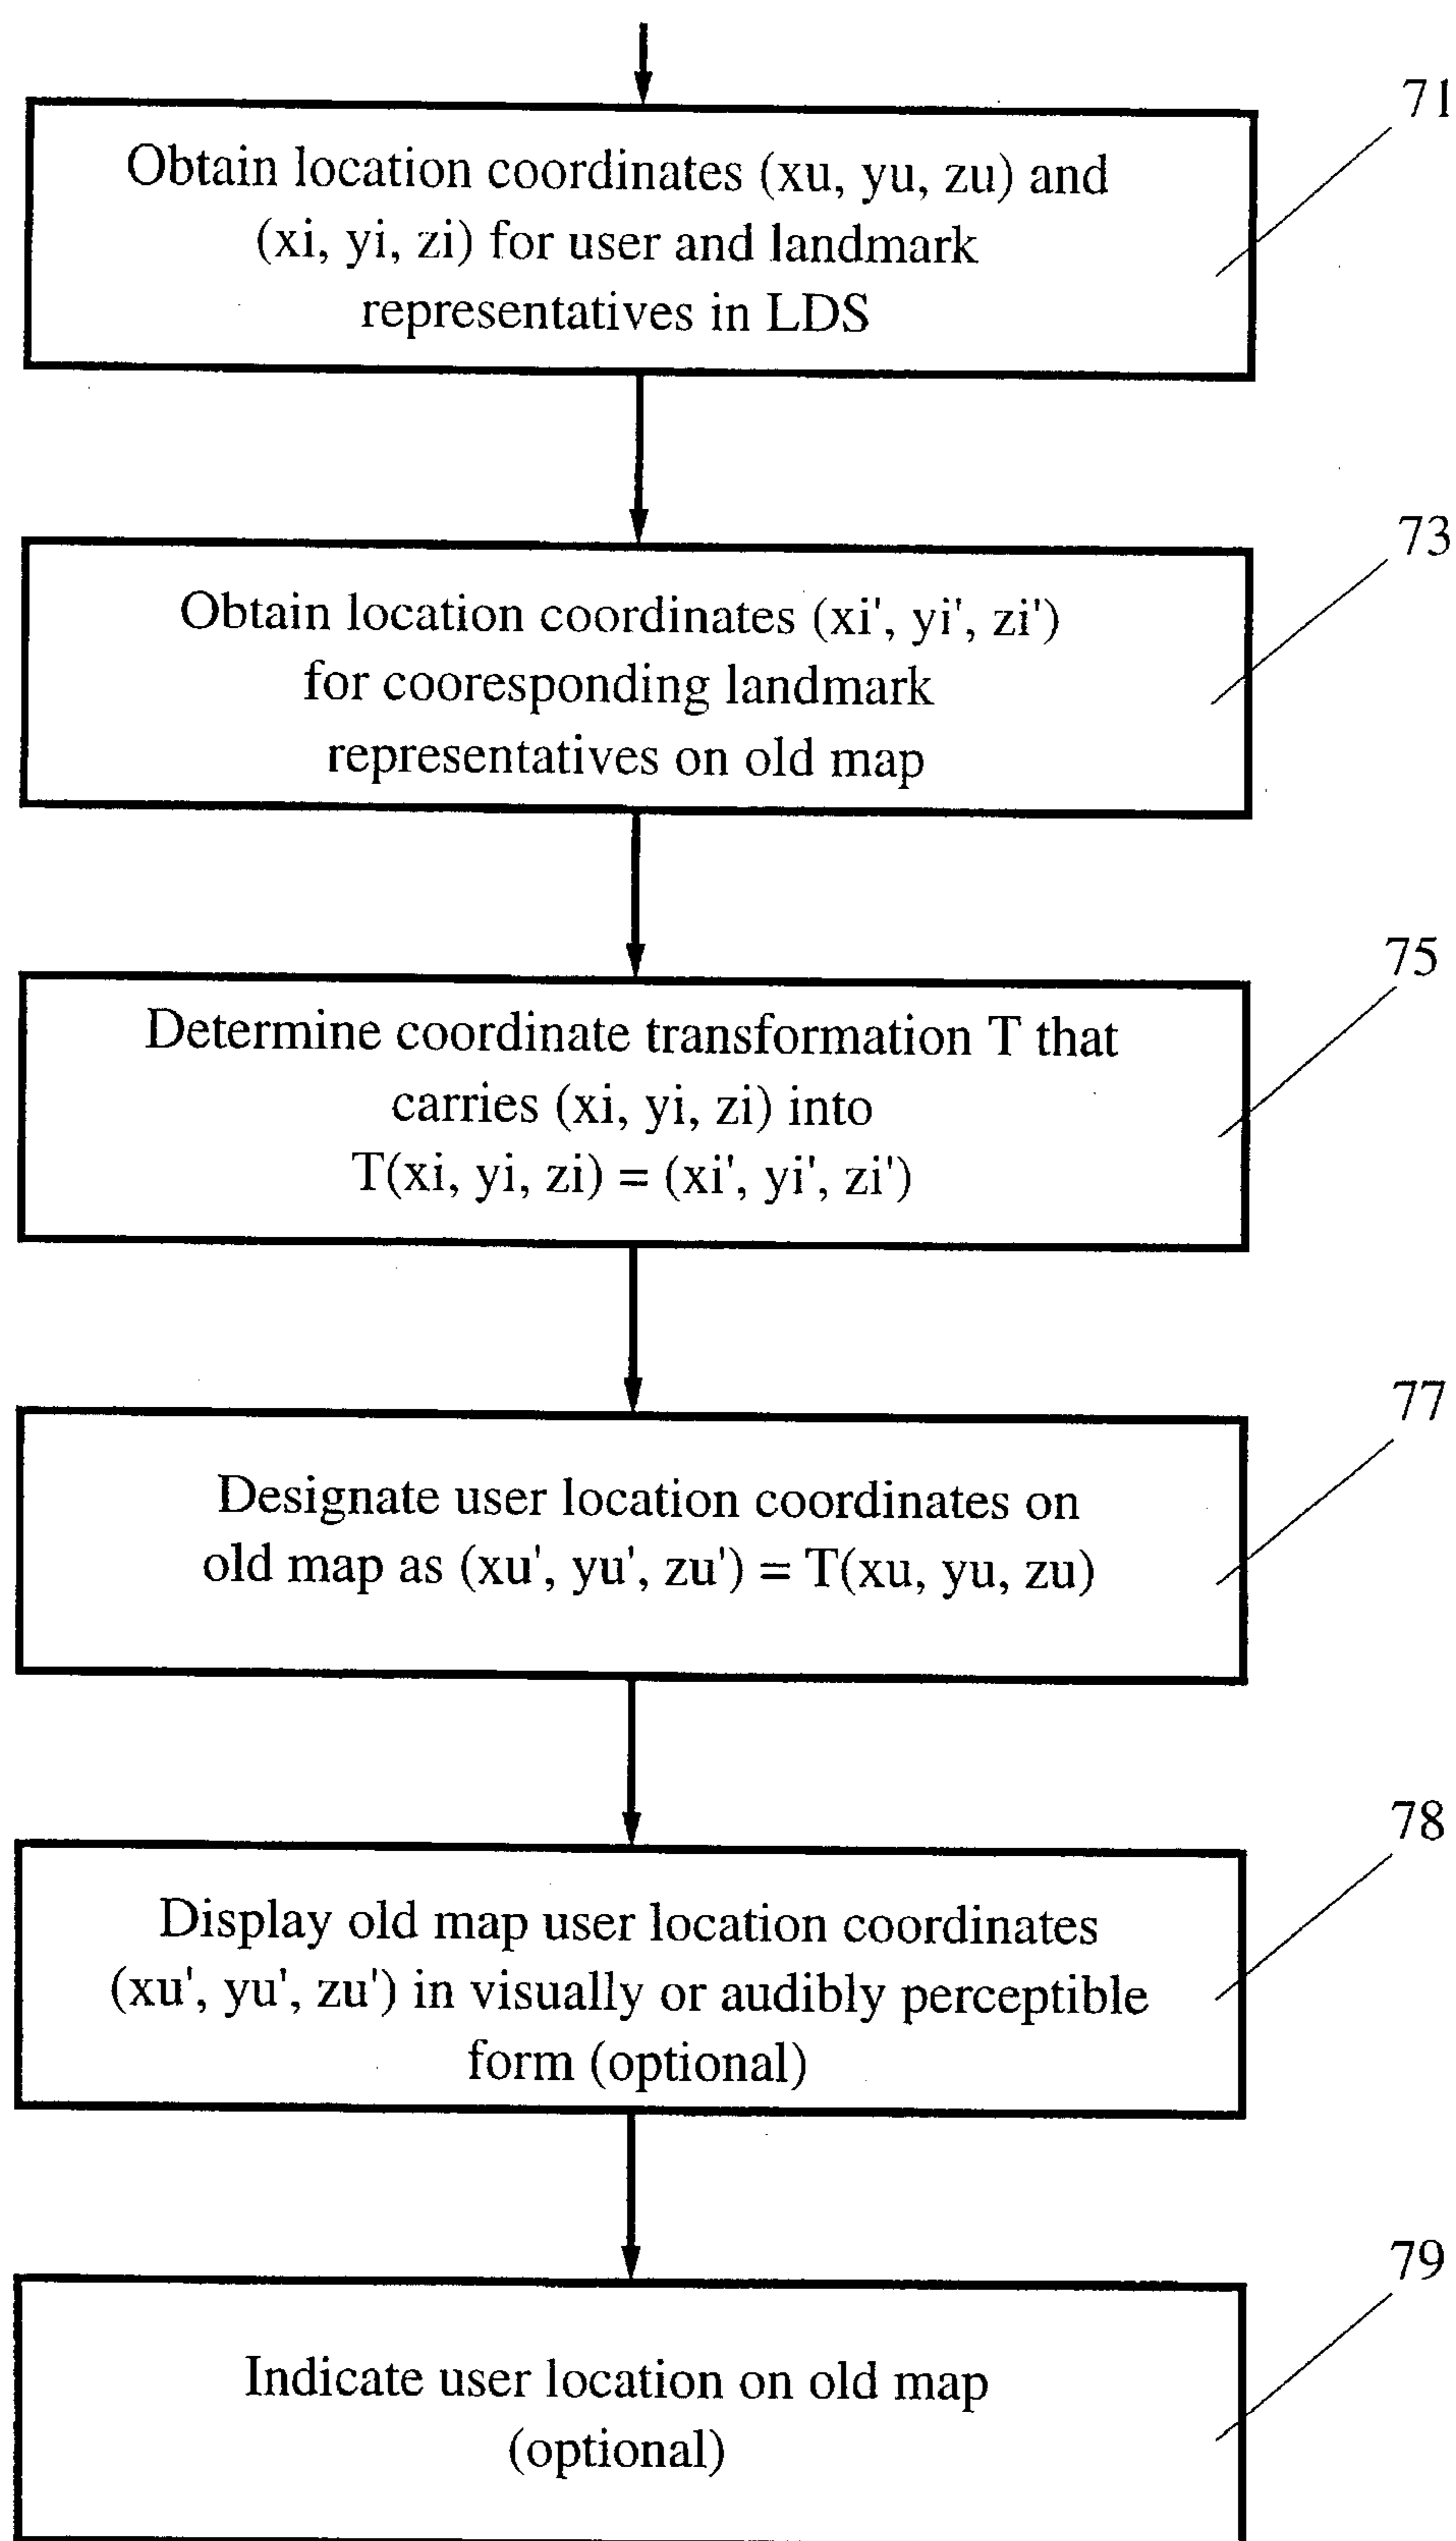 71
Obtain location coordinates (xu, yu, zu) and
(xi, yi, zi) for user and landmark
representatives in LDS
73
Obtain location coordinates (xi', yi', zi')
for cooresponding landmark
representatives on old map
75
Determine coordinate transformation T that
carries (xi, yi, zi) into
T(xi, yi, zi) = (xi', yi', zi')
77
Designate user location coordinates on
old map as (xu', yu', zu') = T(xu, yu, zu)
78
Display old map user location coordinates
(xu', yu', zu') in visually or audibly perceptible
form (optional)
79
Indicate user location on old map
(optional)